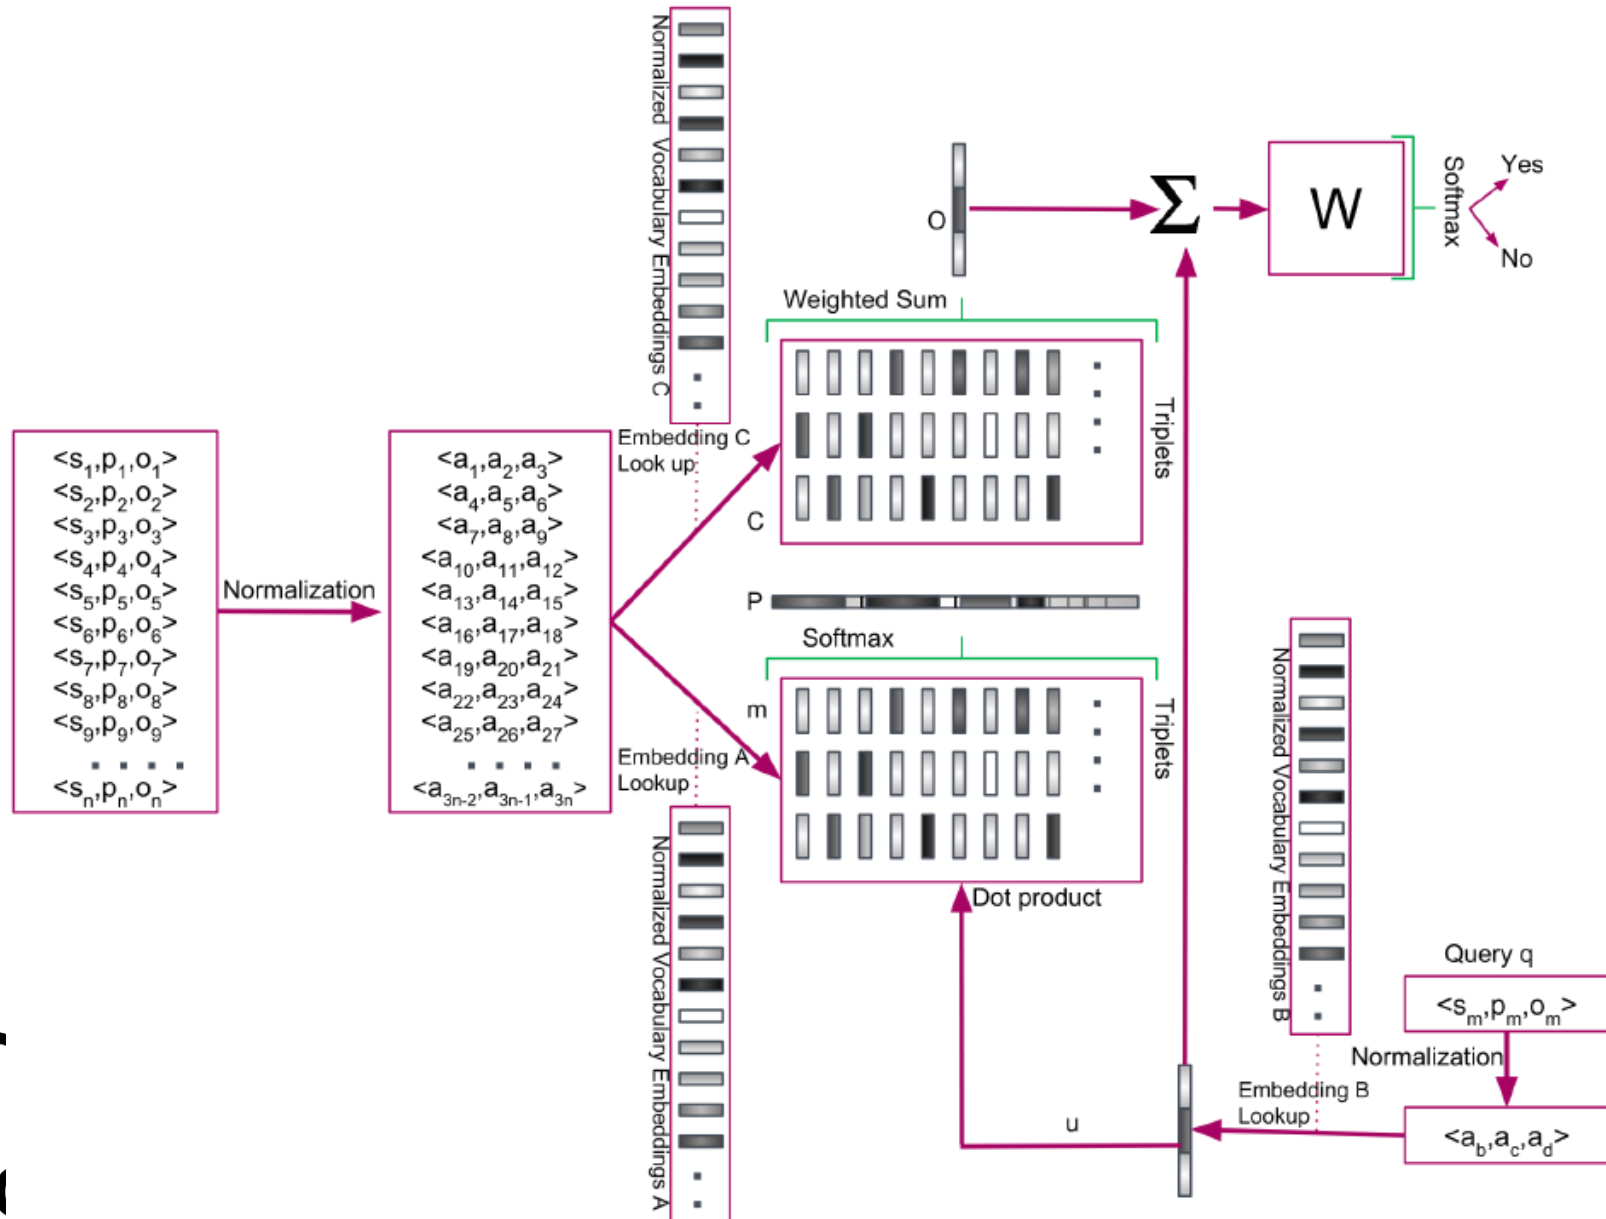 Normalized Vocabulary Embeddings C
O
Σ
W
Softmax
Yes
No
Weighted Sum
Triplets
C
<s1,p1,o1>
<s2,p2,o2>
<s3,p3,o3>
<s4,p4,o4>
<s5,p5,o5>
<s6,p6,o6>
<s7,p7,o7>
<s8,p8,o8>
<s9,p9,o9>
. . . .
<sn,pn,on>
Normalization
<a1,a2,a3>
<a4,a5,a6>
<a7,a8,a9>
<a10,a11,a12>
<a13,a14,a15>
<a16,a17,a18>
<a19,a20,a21>
<a22,a23,a24>
<a25,a26,a27>
. . . .
<a3n-2,a3n-1,a3n>
Embedding C
Look up
Embedding A
Lookup
P
Softmax
m
Triplets
Dot product
Normalized Vocabulary Embeddings A
Normalized Vocabulary Embeddings B
Query q
<sm,pm,om>
Normalization
<ab,ac,ad>
Embedding B
Lookup
u